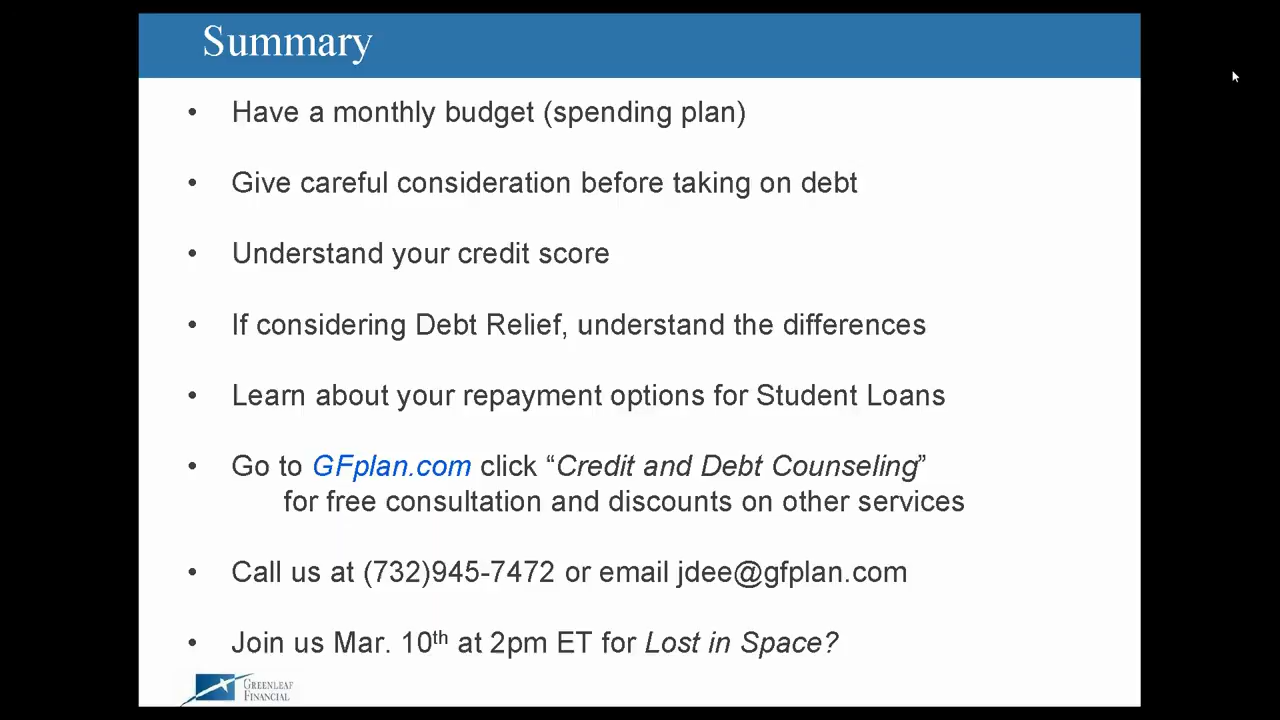 Summary
• Have a monthly budget (spending plan)
• Give careful consideration before taking on debt
• Understand your credit score
• If considering Debt Relief, understand the differences
• Learn about your repayment options for Student Loans
• Go to GFplan.com click “Credit and Debt Counseling”
for free consultation and discounts on other services
• Call us at (732)945-7472 or email jdee@gfplan.com
• Join us Mar. 10th at 2pm ET for Lost in Space?
GREENLEAF
FINANCIAL